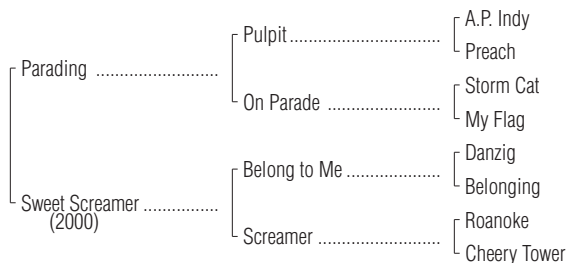 A.P. Indy
Pulpit........................................
Preach
Parading ..........................
Storm Cat
On Parade ........................
My Flag
Danzig
Belong to Me ....................
Belonging
Sweet Screamer ................
(2000)
Roanoke
Screamer ..........................
Cheery Tower